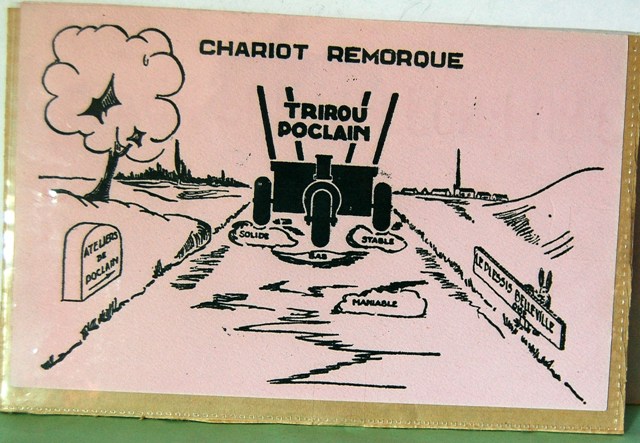 CHARIOT REMORQUE
TRIROU
POCLAIN
SOLIDE
STABLE
BAS
MANIABLE
ATELIERS
DE
POCLAIN
LE PLESSIS BELLEVILLE